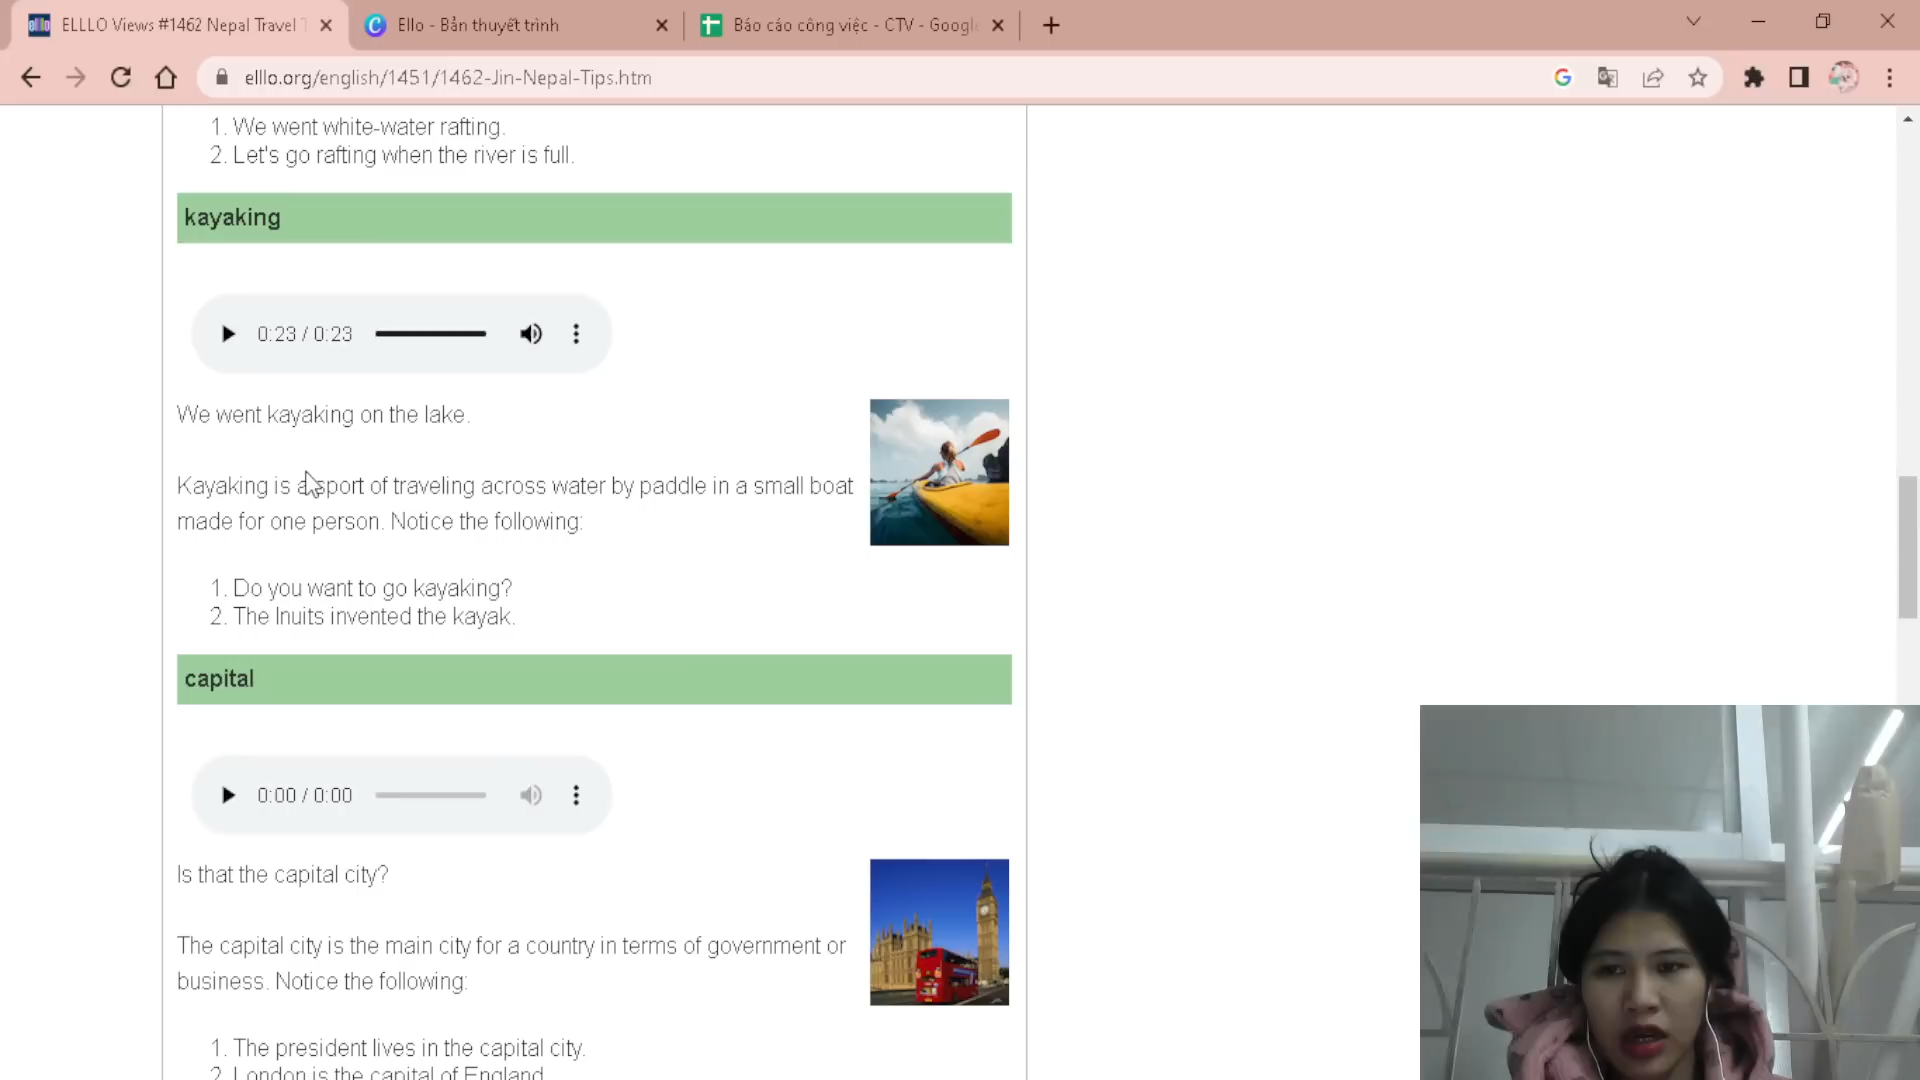 ELLLO Views #1462 Nepal Travel T
Ello - Bản thuyết trình
Báo cáo công việc - CTV - Googl
elllo.org/english/1451/1462-Jin-Nepal-Tips.htm
1. We went white-water rafting.
2. Let's go rafting when the river is full.
kayaking
0:23 / 0:23
We went kayaking on the lake.
Kayaking is a sport of traveling across water by paddle in a small boat
made for one person. Notice the following:
1. Do you want to go kayaking?
2. The Inuits invented the kayak.
capital
0:00 / 0:00
Is that the capital city?
The capital city is the main city for a country in terms of government or
business. Notice the following:
1. The president lives in the capital city.
2. London is the capital of England